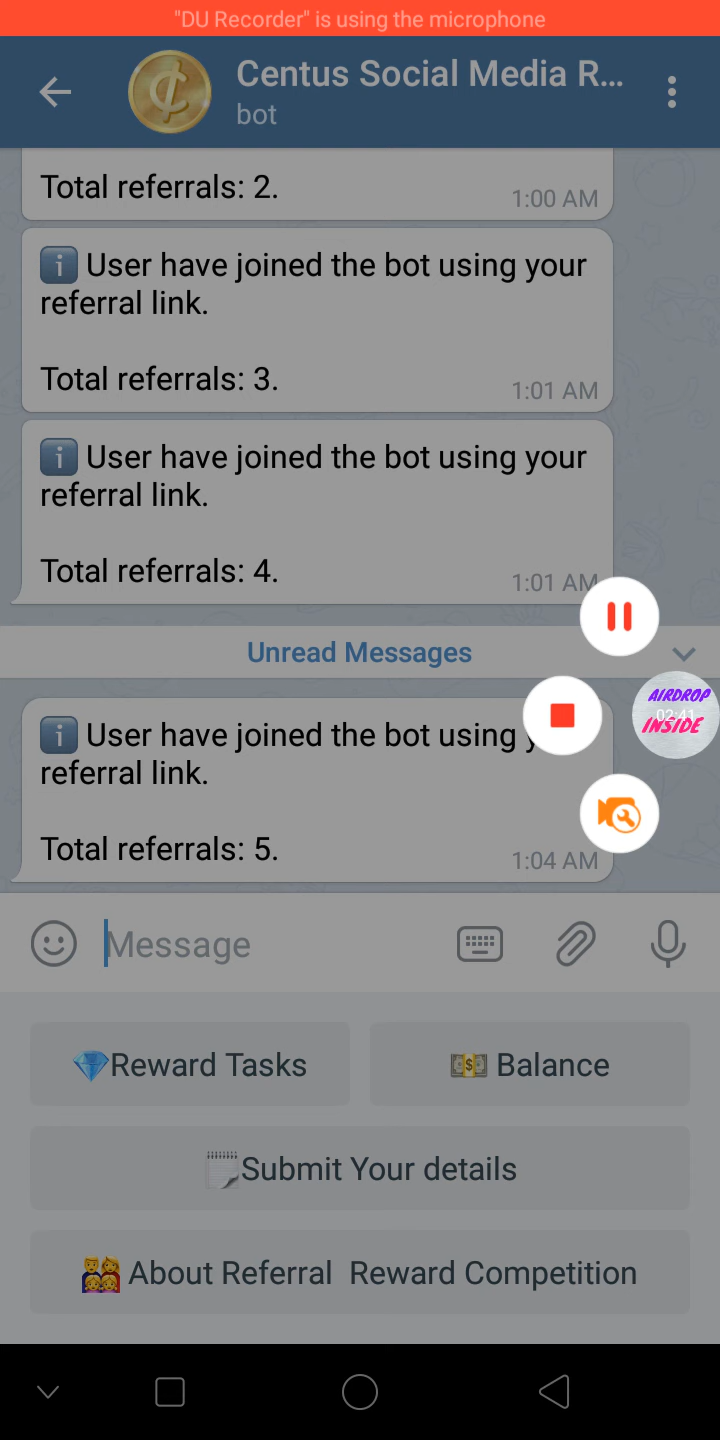 "DU Recorder" is using the microphone
Centus Social Media R...
bot
Total referrals: 2.
1:00 AM
ℹ️ User have joined the bot using your
referral link.
Total referrals: 3.
1:01 AM
ℹ️ User have joined the bot using your
referral link.
Total referrals: 4.
1:01 AM
Unread Messages
AIRDROP
02:41
INSIDE
ℹ️ User have joined the bot using
referral link.
Total referrals: 5.
1:04 AM
Message
💎Reward Tasks
💵 Balance
🗒️Submit Your details
👨‍👩‍👧‍👧 About Referral  Reward Competition